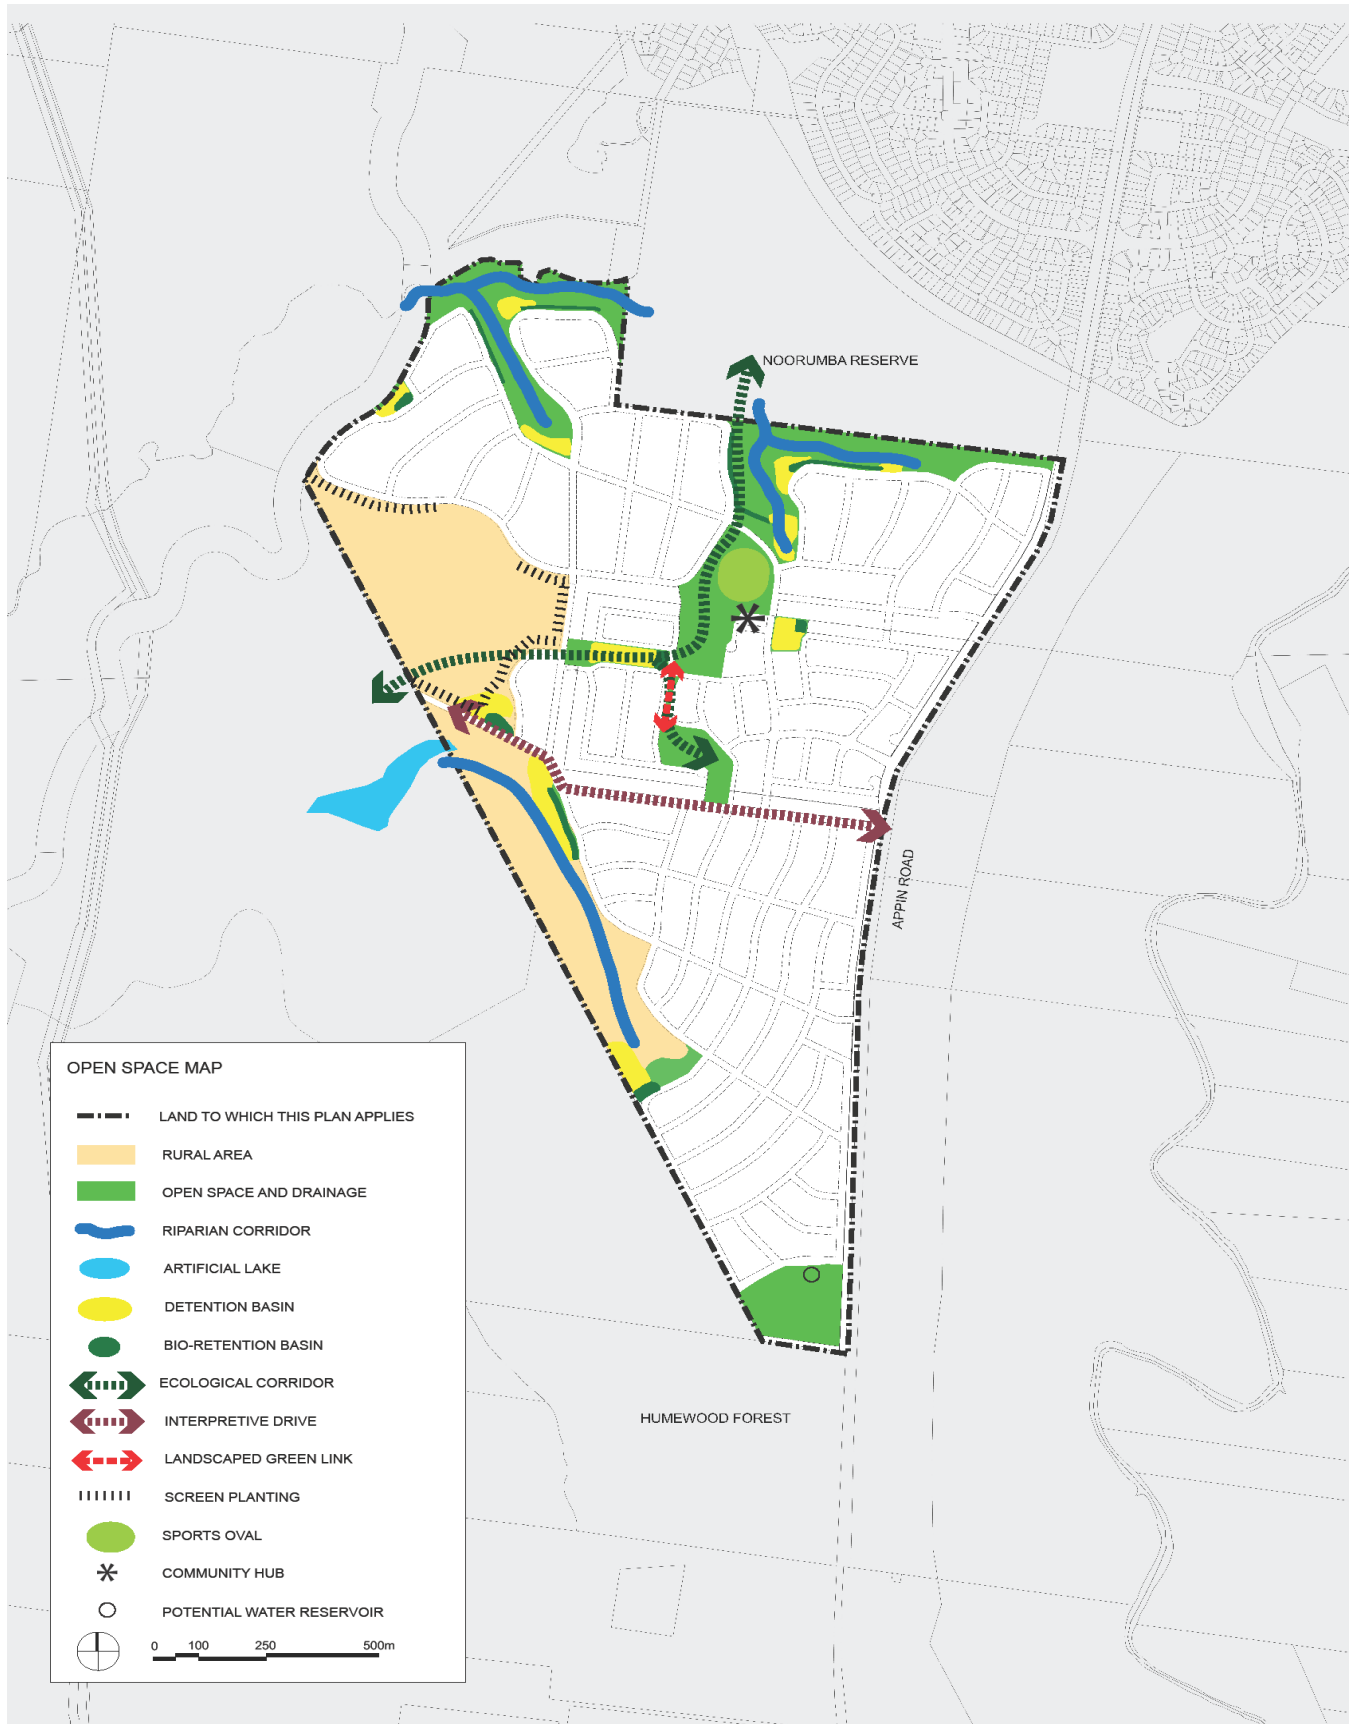 NOORUMBA RESERVE
APPIN ROAD
HUMEWOOD FOREST
OPEN SPACE MAP
LAND TO WHICH THIS PLAN APPLIES
RURAL AREA
OPEN SPACE AND DRAINAGE
RIPARIAN CORRIDOR
ARTIFICIAL LAKE
DETENTION BASIN
BIO-RETENTION BASIN
ECOLOGICAL CORRIDOR
INTERPRETIVE DRIVE
LANDSCAPED GREEN LINK
SCREEN PLANTING
SPORTS OVAL
COMMUNITY HUB
POTENTIAL WATER RESERVOIR
0 100 250 500m